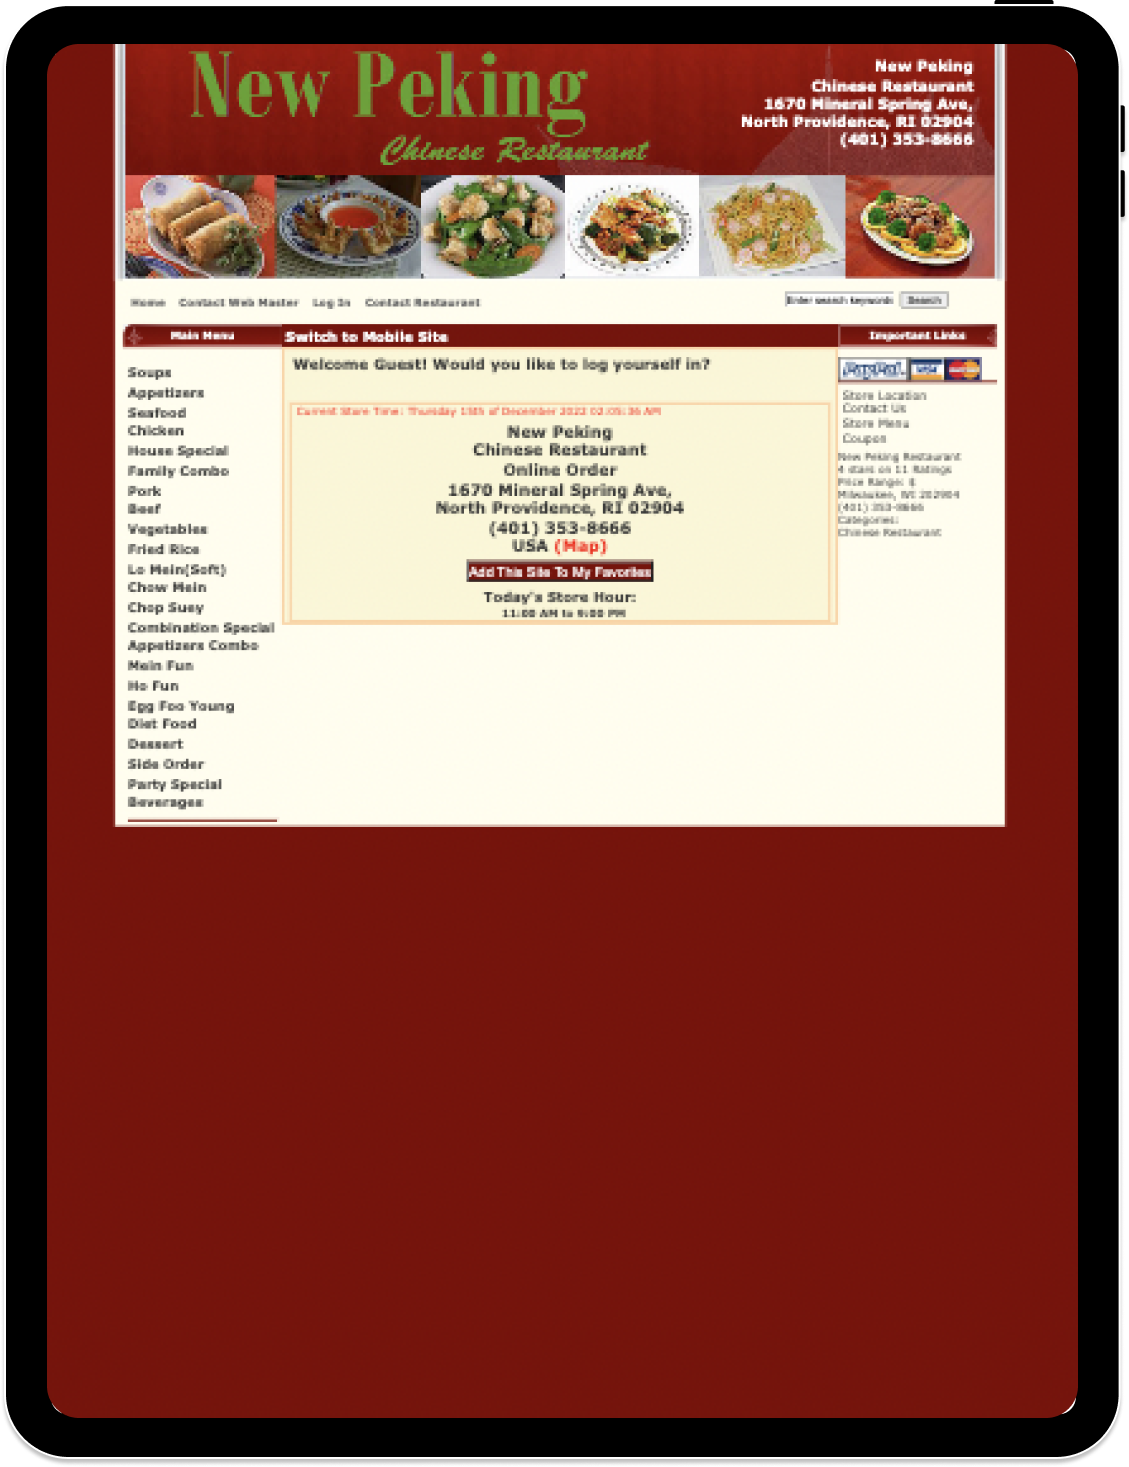 New Peking
Chinese Restaurant
New Peking
Chinese Restaurant
1670 Mineral Spring Ave,
North Providence, RI 02904
(401) 353-8666
Home Contact Web Master Log In Contact Restaurant
Enter search keywords Search
Main Menu
Soups
Appetizers
Seafood
Chicken
House Special
Family Combo
Pork
Beef
Vegetables
Fried Rice
Lo Mein(Soft)
Chow Mein
Chop Suey
Combination Special
Appetizers Combo
Mein Fun
Ho Fun
Egg Foo Young
Diet Food
Dessert
Side Order
Party Special
Beverages
Switch to Mobile Site
Welcome Guest! Would you like to log yourself in?
Current Store Time: Thursday 15th of December 2022 02:05:36 AM
New Peking
Chinese Restaurant
Online Order
1670 Mineral Spring Ave,
North Providence, RI 02904
(401) 353-8666
USA (Map)
Add This Site To My Favorites
Today's Store Hour:
11:00 AM to 9:00 PM
Important Links
PayPal VISA MasterCard
Store Location
Contact Us
Store Menu
Coupon
New Peking Restaurant
4 stars on 11 Ratings
Price Range: $
Milwaukee, WI 202904
(401) 353-8666
Categories:
Chinese Restaurant